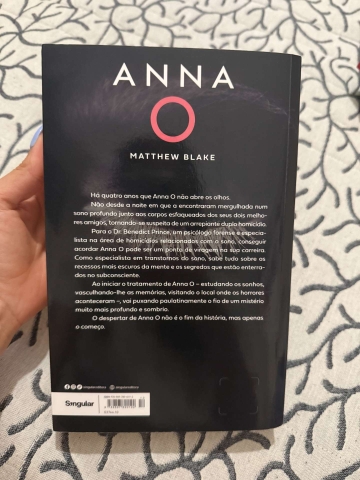 ANNA
O
MATTHEW BLAKE
Há quatro anos que Anna O não abre os olhos.
Não desde a noite em que a encontraram mergulhada num
sono profundo junto aos corpos esfaqueados dos seus dois melho-
res amigos, tornando-se suspeita de um arrepiante duplo homicídio.
Para o Dr. Benedict Prince, um psicólogo forense e especia-
lista na área de homicídios relacionados com o sono, conseguir
acordar Anna O pode ser um ponto de viragem na sua carreira.
Como especialista em transtornos do sono, sabe tudo sobre os
recessos mais escuros da mente e os segredos que estão enterra-
dos no subconsciente.
Ao iniciar o tratamento de Anna O – estudando os sonhos,
vasculhando-lhe as memórias, visitando o local onde os horrores
aconteceram –, vai puxando paulatinamente o fia de um mistério
muito mais profundo e sombrio.
O despertar de Anna O não é o fim da história, mas apenas
o começo.
Singular